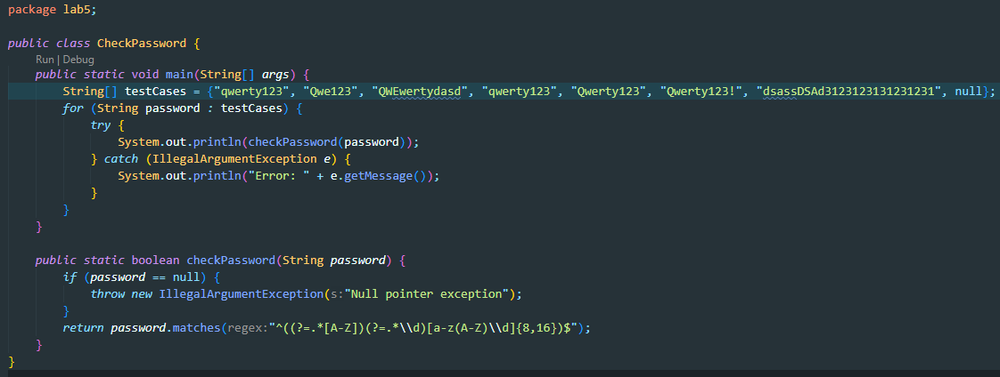 package lab5;
public class CheckPassword {
Run | Debug
public static void main(String[] args) {
String[] testCases = {"qwerty123", "Qwe123", "QWEwertydasd", "qwerty123", "Qwerty123", "Qwerty123!", "dsassDSAd3123123131231231", null};
for (String password : testCases) {
try {
System.out.println(checkPassword(password));
} catch (IllegalArgumentException e) {
System.out.println("Error: " + e.getMessage());
}
}
}
public static boolean checkPassword(String password) {
if (password == null) {
throw new IllegalArgumentException(s:"Null pointer exception");
}
return password.matches(regex:"^((?=.*[A-Z])(?=.*\\d)[a-z(A-Z)\\d]{8,16})$");
}
}